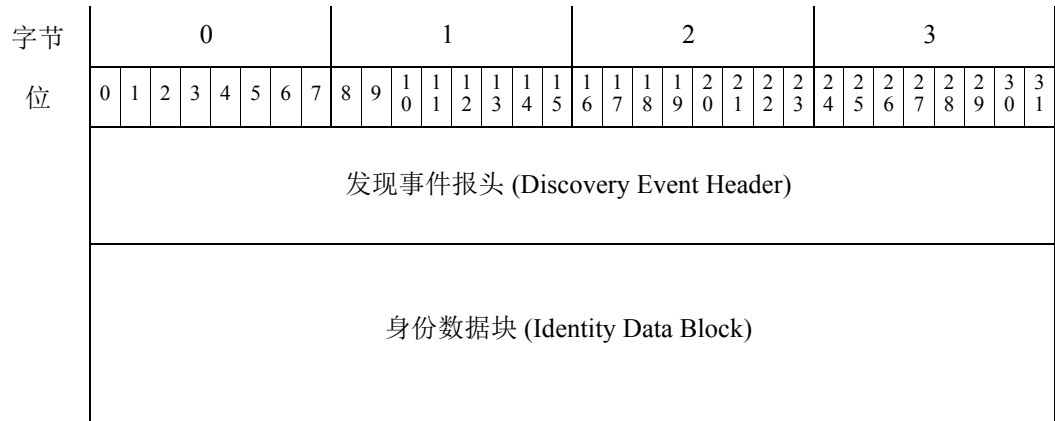 字节 0 1 2 3
位 0 1 2 3 4 5 6 7 8 9 10 11 12 13 14 15 16 17 18 19 20 21 22 23 24 25 26 27 28 29 30 31
发现事件报头 (Discovery Event Header)
身份数据块 (Identity Data Block)